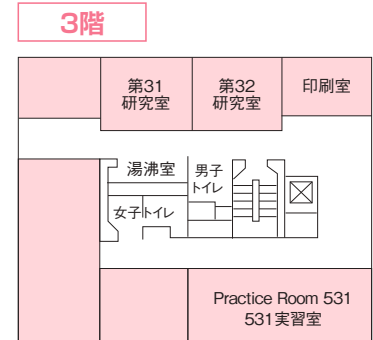 3階
第31
研究室
第32
研究室
印刷室
湯沸室
男子
トイレ
女子トイレ
Practice Room 531
531実習室